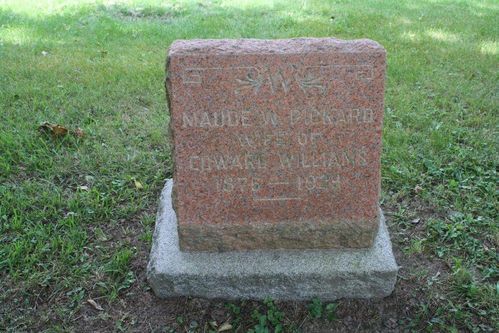 W
MAUDE W. PICKARD
WIFE OF
EDWARD WILLIAMS